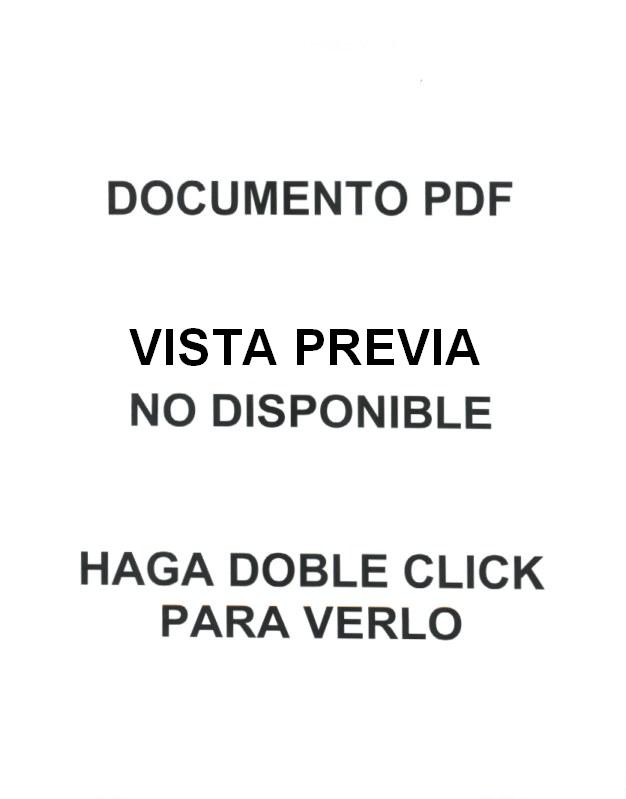 DOCUMENTO PDF
VISTA PREVIA
NO DISPONIBLE
HAGA DOBLE CLICK
PARA VERLO